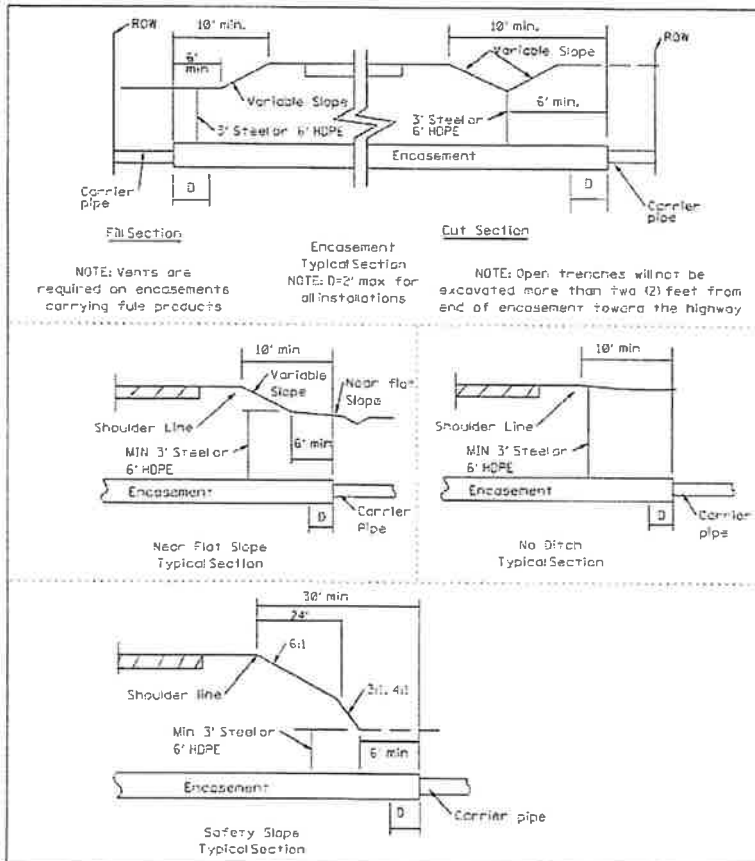 ROW
10' min.
10' min.
ROW
6'
min
Variable Slope
Variable Slope
6' min.
3' Steel or 6' HDPE
3' Steel or
6' HDPE
Encasement
D
D
Carrier
pipe
Carrier
pipe
Fill Section
Cut Section
Encasement
Typical Section
NOTE: D=2' max for
all installations
NOTE: Vents are
required on encasements
carrying fule products
NOTE: Open trenches will not be
excavated more than two (2) feet from
end of encasement toward the highway
10' min
Variable
Slope
Near flat
Slope
Shoulder Line
MIN 3' Steel or
6' HDPE
6' min
Encasement
D
Carrier
Pipe
Near Flat Slope
Typical Section
10' min
Shoulder
Line
MIN 3' Steel or
6' HDPE
Encasement
D
Carrier
pipe
No Ditch
Typical Section
30' min
24'
6:1
Shoulder line
3:1, 4:1
Min 3' Steel or
6' HDPE
6' min
Encasement
D
Carrier pipe
Safety Slope
Typical Section